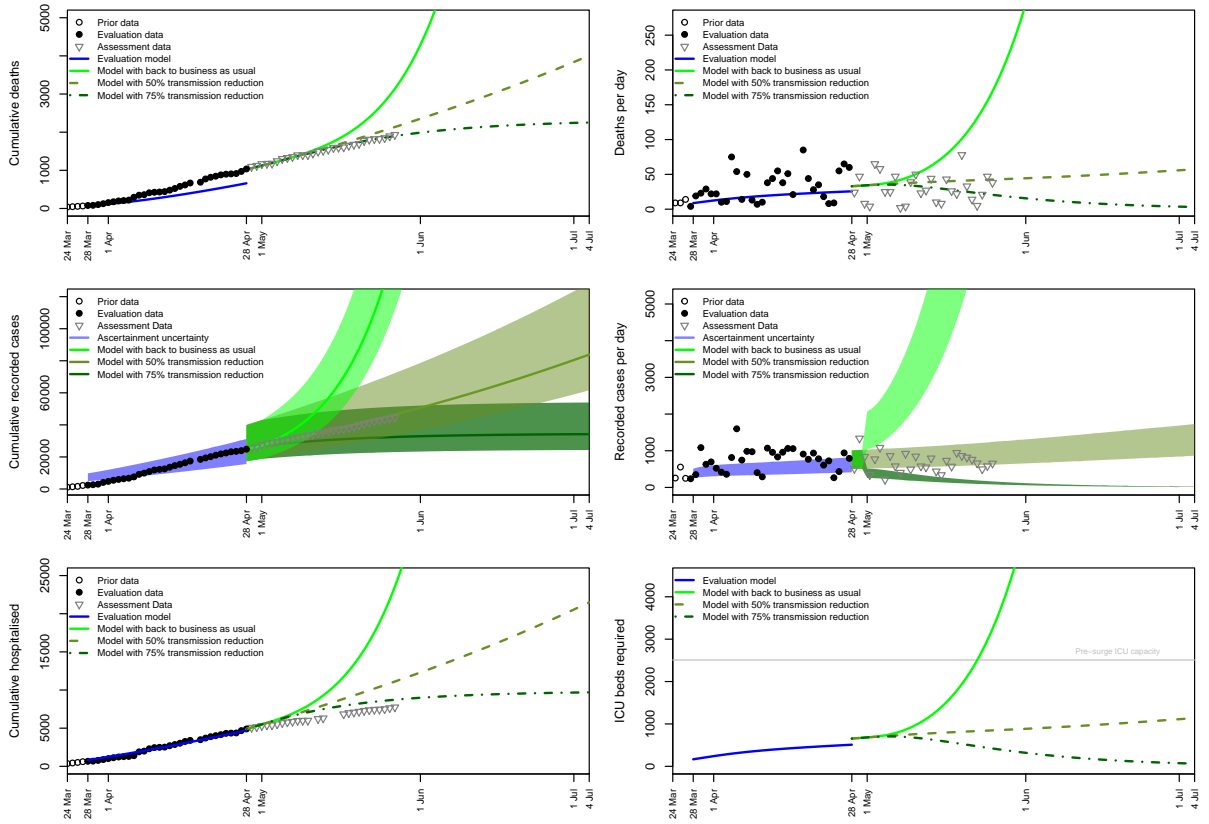 Cumulative deaths
0
1000
3000
5000
Prior data
Evaluation data
Assessment Data
Evaluation model
Model with back to business as usual
Model with 50% transmission reduction
Model with 75% transmission reduction
24 Mar
28 Mar
1 Apr
28 Apr
1 May
1 Jun
1 Jul
4 Jul
Deaths per day
0
50
100
150
200
250
Prior data
Evaluation data
Assessment Data
Evaluation model
Model with back to business as usual
Model with 50% transmission reduction
Model with 75% transmission reduction
24 Mar
28 Mar
1 Apr
28 Apr
1 May
1 Jun
1 Jul
4 Jul
Cumulative recorded cases
0
20000
60000
100000
Prior data
Evaluation data
Assessment Data
Ascertainment uncertainty
Model with back to business as usual
Model with 50% transmission reduction
Model with 75% transmission reduction
24 Mar
28 Mar
1 Apr
28 Apr
1 May
1 Jun
1 Jul
4 Jul
Recorded cases per day
0
1000
3000
5000
Prior data
Evaluation data
Assessment Data
Ascertainment uncertainty
Model with back to business as usual
Model with 50% transmission reduction
Model with 75% transmission reduction
24 Mar
28 Mar
1 Apr
28 Apr
1 May
1 Jun
1 Jul
4 Jul
Cumulative hospitalised
0
5000
15000
25000
Prior data
Evaluation data
Assessment Data
Evaluation model
Model with back to business as usual
Model with 50% transmission reduction
Model with 75% transmission reduction
24 Mar
28 Mar
1 Apr
28 Apr
1 May
1 Jun
1 Jul
4 Jul
ICU beds required
0
1000
2000
3000
4000
Evaluation model
Model with back to business as usual
Model with 50% transmission reduction
Model with 75% transmission reduction
Pre−surge ICU capacity
24 Mar
28 Mar
1 Apr
28 Apr
1 May
1 Jun
1 Jul
4 Jul